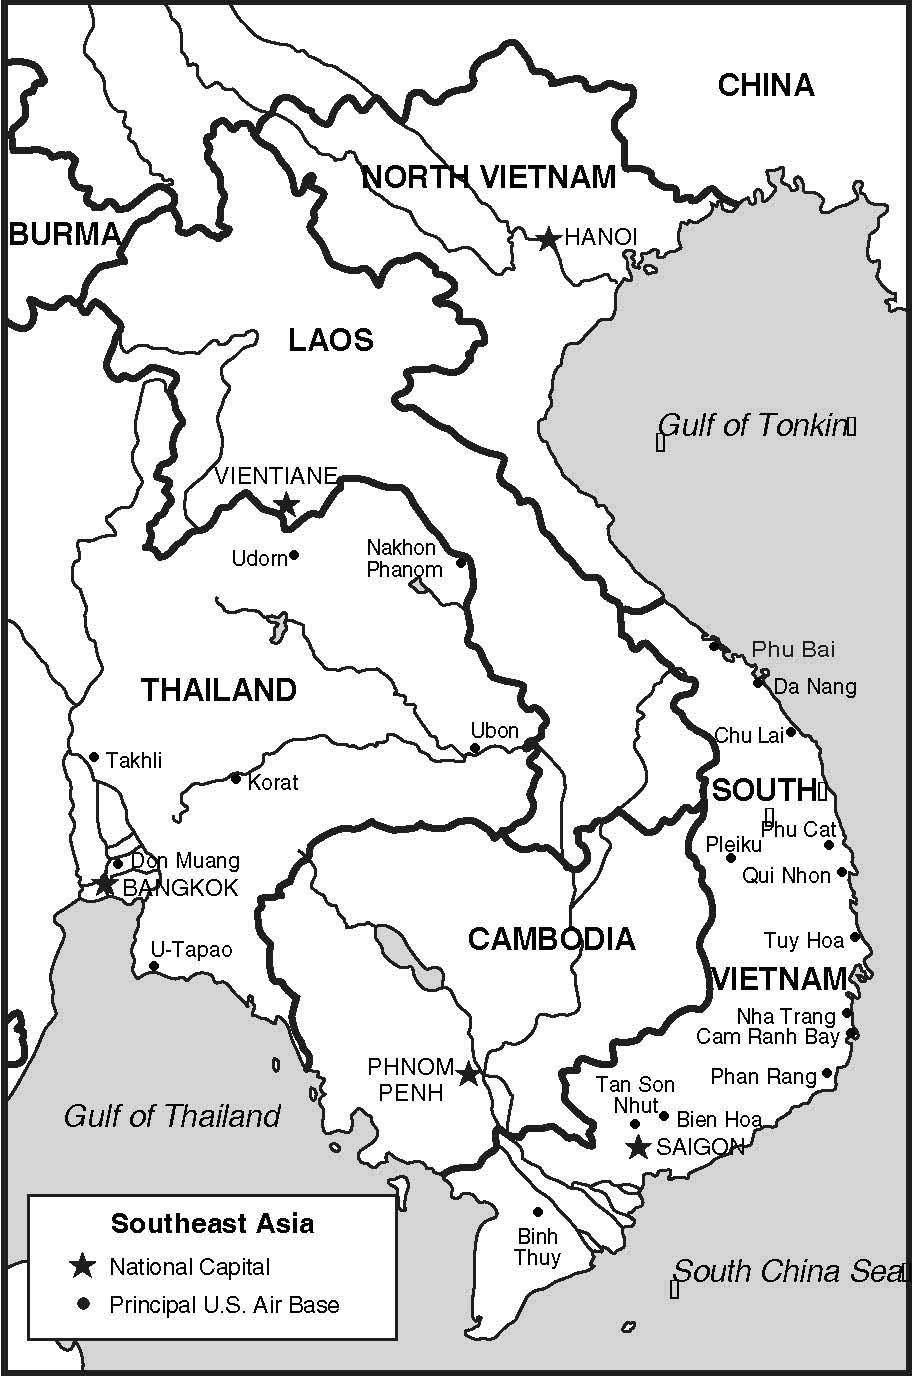 CHINA
NORTH VIETNAM
BURMA
HANOI
LAOS
Gulf of Tonkin
VIENTIANE
Udorn
Nakhon
Phanom
Phu Bai
THAILAND
Da Nang
Ubon
Chu Lai
Takhli
Korat
SOUTH
Phu Cat
Pleiku
Don Muang
Qui Nhon
BANGKOK
CAMBODIA
Tuy Hoa
U-Tapao
VIETNAM
Nha Trang
Cam Ranh Bay
PHNOM
PENH
Phan Rang
Tan Son
Nhut
Gulf of Thailand
Bien Hoa
SAIGON
Southeast Asia
Binh
Thuy
National Capital
South China Sea
Principal U.S. Air Base